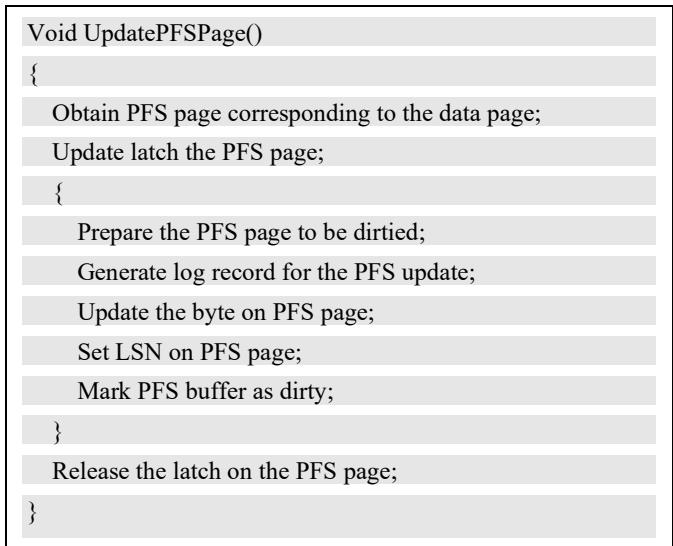 Void UpdatePFSPage()
{
Obtain PFS page corresponding to the data page;
Update latch the PFS page;
{
Prepare the PFS page to be dirtied;
Generate log record for the PFS update;
Update the byte on PFS page;
Set LSN on PFS page;
Mark PFS buffer as dirty;
}
Release the latch on the PFS page;
}